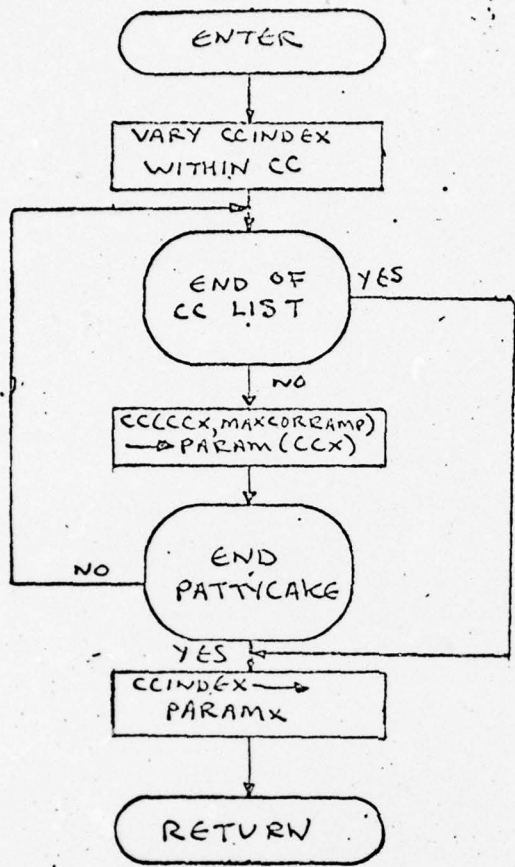 ENTER
VARY CCINDEX
WITHIN CC
END OF
CC LIST
YES
NO
CC(CCX, MAXCORRAMP)
→ PARAM(CCX)
END
PATTYCAKE
NO
YES
CCINDEX →
PARAMX
RETURN